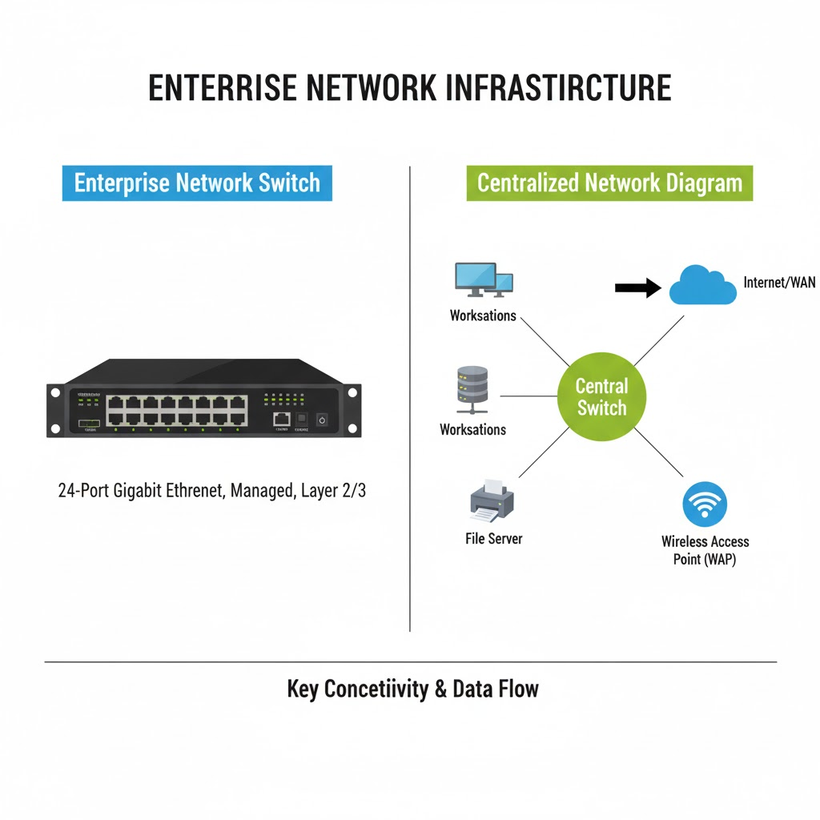 ENTERRISE NETWORK INFRASTIRCTURE
Enterprise Network Switch
24-Port Gigabit Ethrenet, Managed, Layer 2/3
Centralized Network Diagram
Worksations
Internet/WAN
Central
Switch
Worksations
File Server
Wireless Access
Point (WAP)
Key Concetiivity & Data Flow